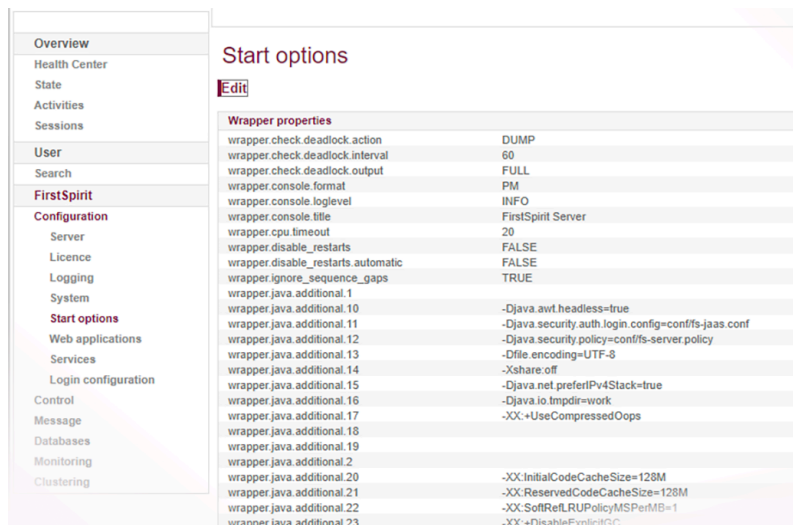 Overview
Health Center
State
Activities
Sessions
User
Search
FirstSpirit
Configuration
Server
Licence
Logging
System
Start options
Web applications
Services
Login configuration
Control
Message
Databases
Monitoring
Clustering
Start options
Edit
Wrapper properties
wrapper.check.deadlock.action DUMP
wrapper.check.deadlock.interval 60
wrapper.check.deadlock.output FULL
wrapper.console.format PM
wrapper.console.loglevel INFO
wrapper.console.title FirstSpirit Server
wrapper.cpu.timeout 20
wrapper.disable_restarts FALSE
wrapper.disable_restarts.automatic FALSE
wrapper.ignore_sequence_gaps TRUE
wrapper.java.additional.1
wrapper.java.additional.10 -Djava.awt.headless=true
wrapper.java.additional.11 -Djava.security.auth.login.config=conf/fs-jaas.conf
wrapper.java.additional.12 -Djava.security.policy=conf/fs-server.policy
wrapper.java.additional.13 -Dfile.encoding=UTF-8
wrapper.java.additional.14 -Xshare:off
wrapper.java.additional.15 -Djava.net.preferIPv4Stack=true
wrapper.java.additional.16 -Djava.io.tmpdir=work
wrapper.java.additional.17 -XX:+UseCompressedOops
wrapper.java.additional.18
wrapper.java.additional.19
wrapper.java.additional.2
wrapper.java.additional.20 -XX:InitialCodeCacheSize=128M
wrapper.java.additional.21 -XX:ReservedCodeCacheSize=128M
wrapper.java.additional.22 -XX:SoftRefLRUPolicyMSPerMB=1
wrapper.java.additional.23 -XX:+DisableExplicitGC